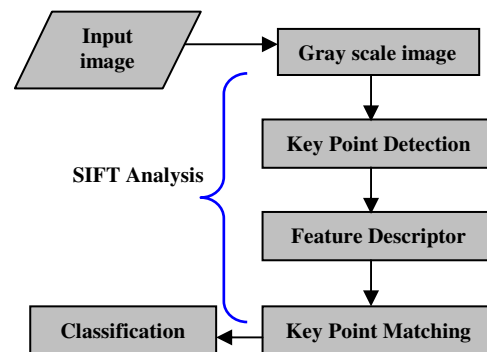 Input
image
Gray scale image
Key Point Detection
SIFT Analysis
Feature Descriptor
Classification
Key Point Matching